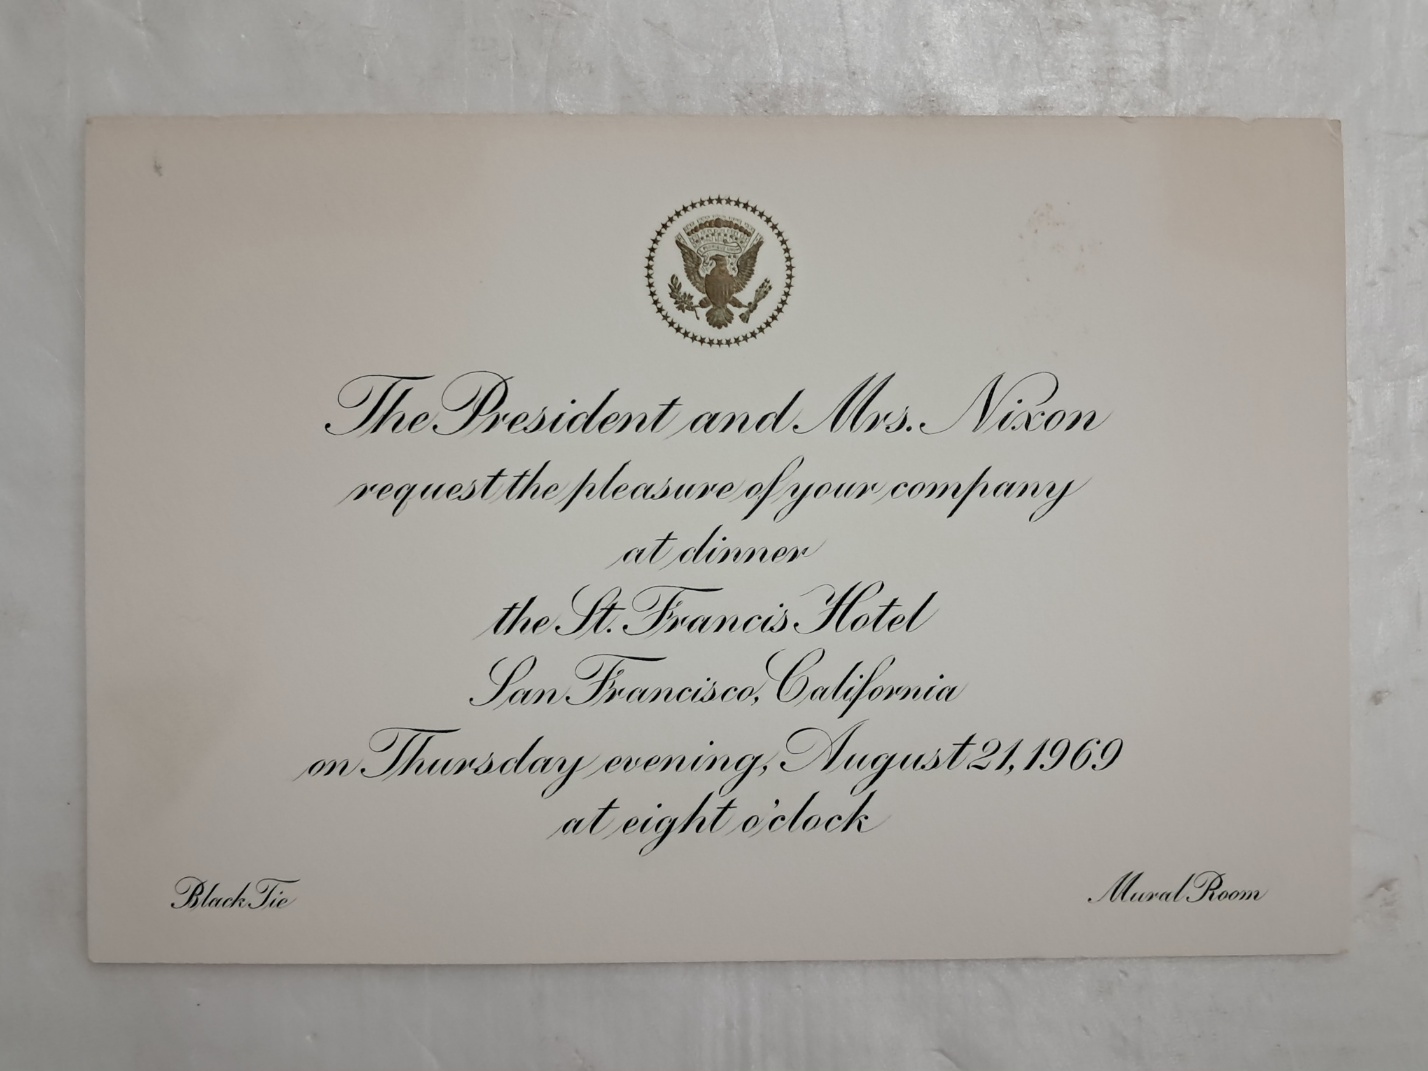 The President and Mrs. Nixon
request the pleasure of your company
at dinner
the St. Francis Hotel
San Francisco, California
on Thursday evening, August 21, 1969
at eight o'clock
Black Tie
Mural Room